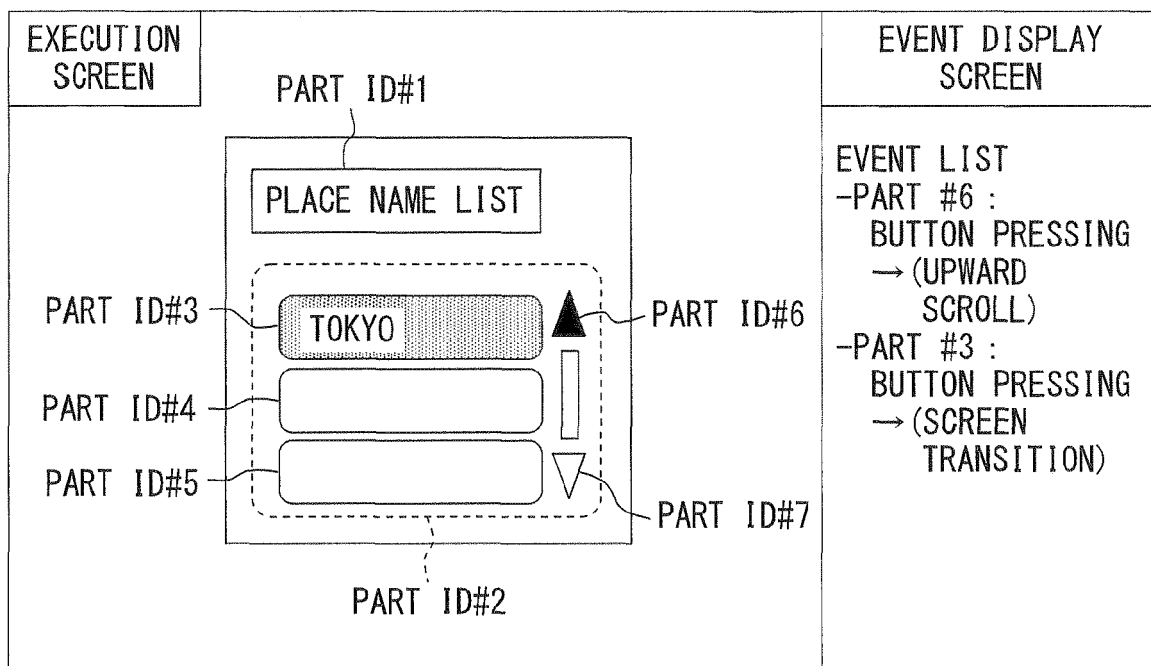 EXECUTION
SCREEN
EVENT DISPLAY
SCREEN
PART ID#1
PLACE NAME LIST
PART ID#3
TOKYO
PART ID#6
PART ID#4
PART ID#5
PART ID#7
PART ID#2
EVENT LIST
-PART #6 :
BUTTON PRESSING
→(UPWARD
SCROLL)
-PART #3 :
BUTTON PRESSING
→(SCREEN
TRANSITION)